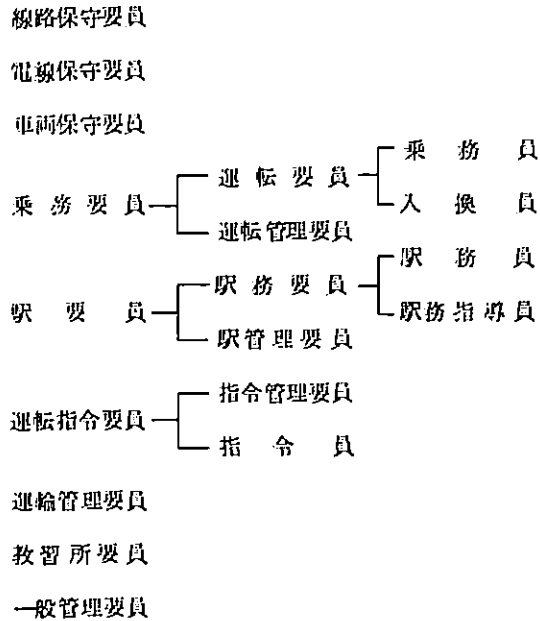 線路保守要員
電線保守要員
車両保守要員
乗務員
運転要員
乗務要員
入換員
運転管理要員
駅務員
駅務要員
駅要員
駅務指導員
駅管理要員
指令管理要員
運転指令要員
指令員
運輸管理要員
教習所要員
一般管理要員